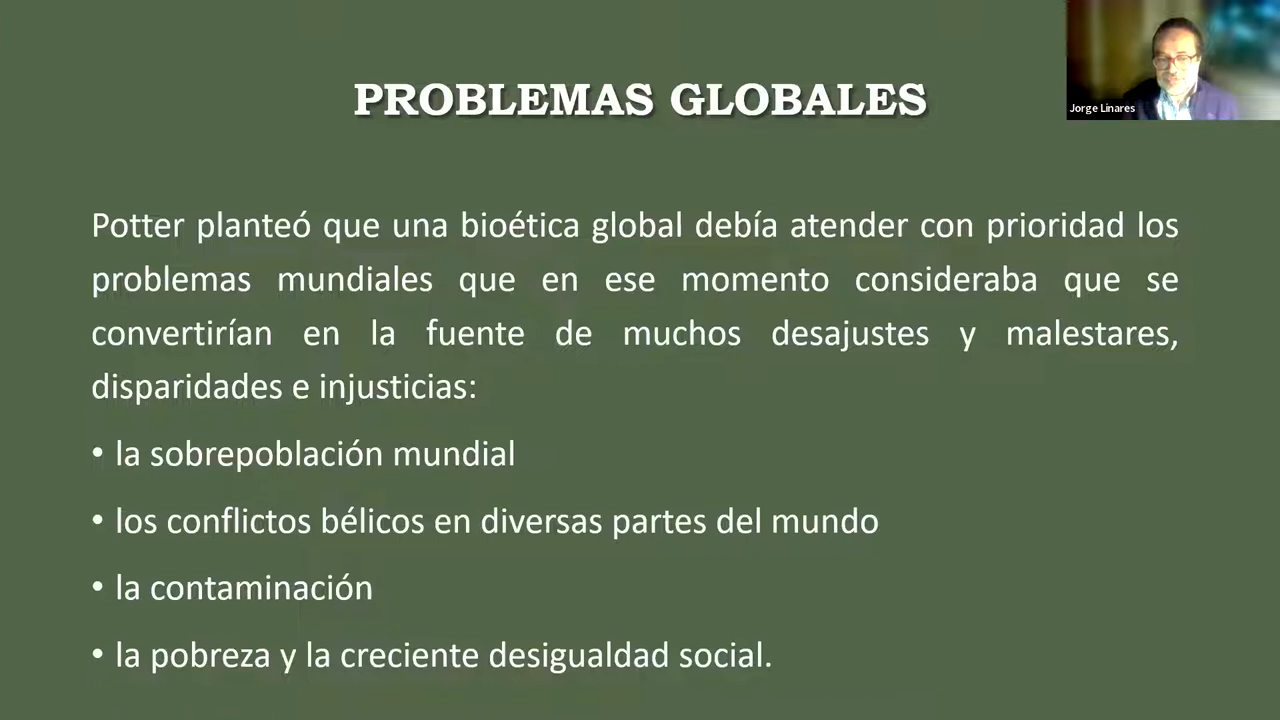 PROBLEMAS GLOBALES
Jorge Linares
Potter planteó que una bioética global debía atender con prioridad los
problemas mundiales que en ese momento consideraba que se
convertirían en la fuente de muchos desajustes y malestares,
disparidades e injusticias:
• la sobrepoblación mundial
• los conflictos bélicos en diversas partes del mundo
• la contaminación
• la pobreza y la creciente desigualdad social.